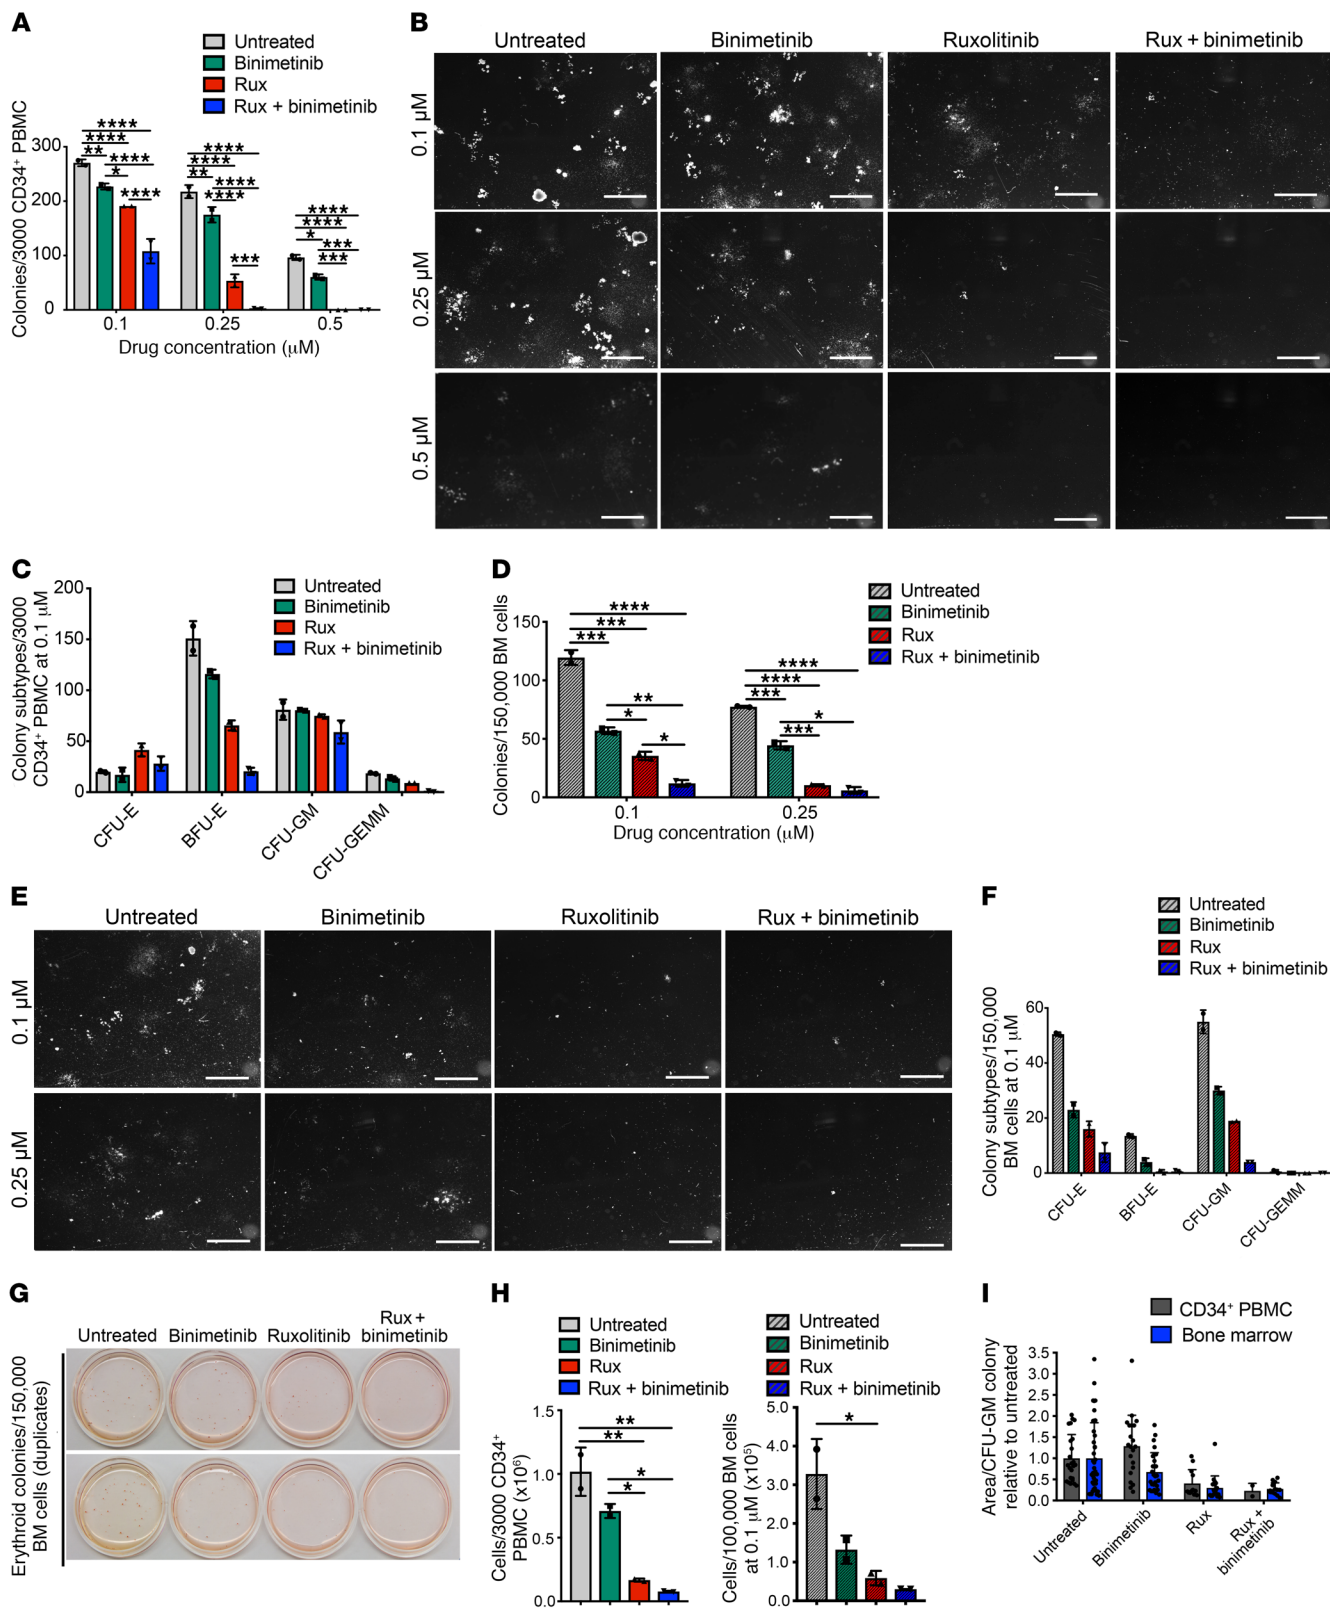 A
Untreated
Binimetinib
Rux
Rux + binimetinib
Colonies/3000 CD34⁺ PBMC
300
200
100
0
**** **** ** **** * ****
**** **** ** **** **** ***
**** **** * *** ***
0.1 0.25 0.5
Drug concentration (μM)
B
Untreated Binimetinib Ruxolitinib Rux + binimetinib
0.1 μM
0.25 μM
0.5 μM
C
Untreated
Binimetinib
Rux
Rux + binimetinib
Colony subtypes/3000
CD34⁺ PBMC at 0.1 μM
200
150
100
50
0
CFU-E BFU-E CFU-GM CFU-GEMM
D
Untreated
Binimetinib
Rux
Rux + binimetinib
Colonies/150,000 BM cells
150
100
50
0
**** *** *** ** * *
**** **** *** * ***
0.1 0.25
Drug concentration (μM)
E
Untreated Binimetinib Ruxolitinib Rux + binimetinib
0.1 μM
0.25 μM
F
Untreated
Binimetinib
Rux
Rux + binimetinib
Colony subtypes/150,000
BM cells at 0.1 μM
60
40
20
0
CFU-E BFU-E CFU-GM CFU-GEMM
G
Untreated Binimetinib Ruxolitinib Rux +
binimetinib
Erythroid colonies/150,000
BM cells (duplicates)
H
Untreated
Binimetinib
Rux
Rux + binimetinib
Cells/3000 CD34⁺
PBMC (x10⁶)
1.5
1.0
0.5
0.0
**
**
*
*
Untreated
Binimetinib
Rux
Rux + binimetinib
Cells/100,000 BM cells
at 0.1 μM (x10⁵)
5.0
4.0
3.0
2.0
1.0
0.0
*
I
CD34⁺ PBMC
Bone marrow
Area/CFU-GM colony
relative to untreated
3.5
3.0
2.5
2.0
1.5
1.0
0.5
0.0
Untreated Binimetinib Rux Rux +
binimetinib